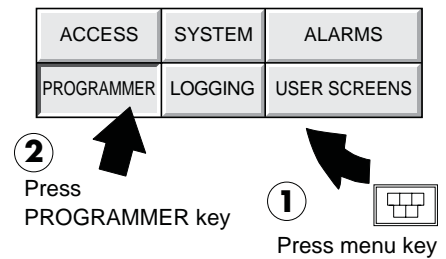 ACCESS SYSTEM ALARMS
PROGRAMMER LOGGING USER SCREENS
2
Press
PROGRAMMER key
1
Press menu key